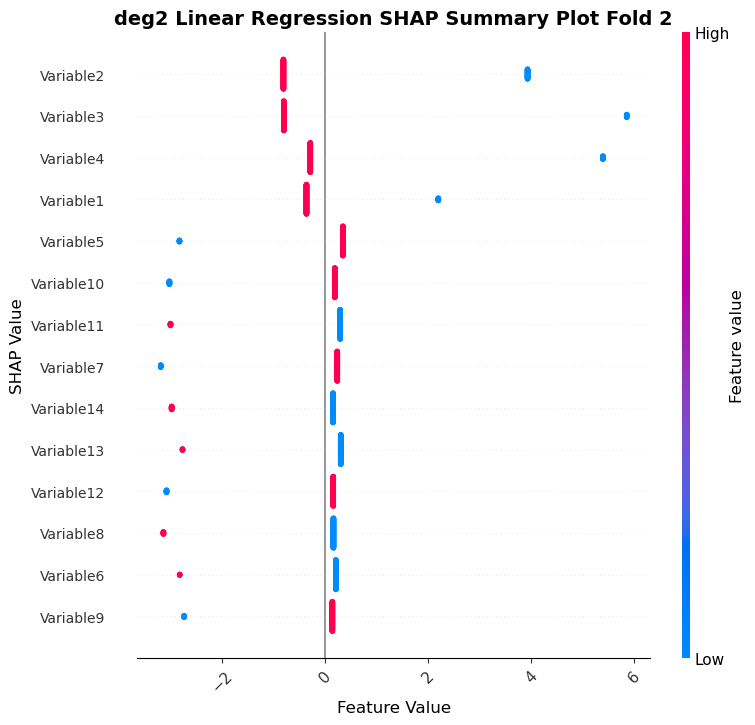 deg2 Linear Regression SHAP Summary Plot Fold 2
High
Variable2
Variable3
Variable4
Variable1
Variable5
Variable10
Variable11
Variable7
Variable14
Variable13
Variable12
Variable8
Variable6
Variable9
SHAP Value
Feature value
Low
−2
0
2
4
6
Feature Value